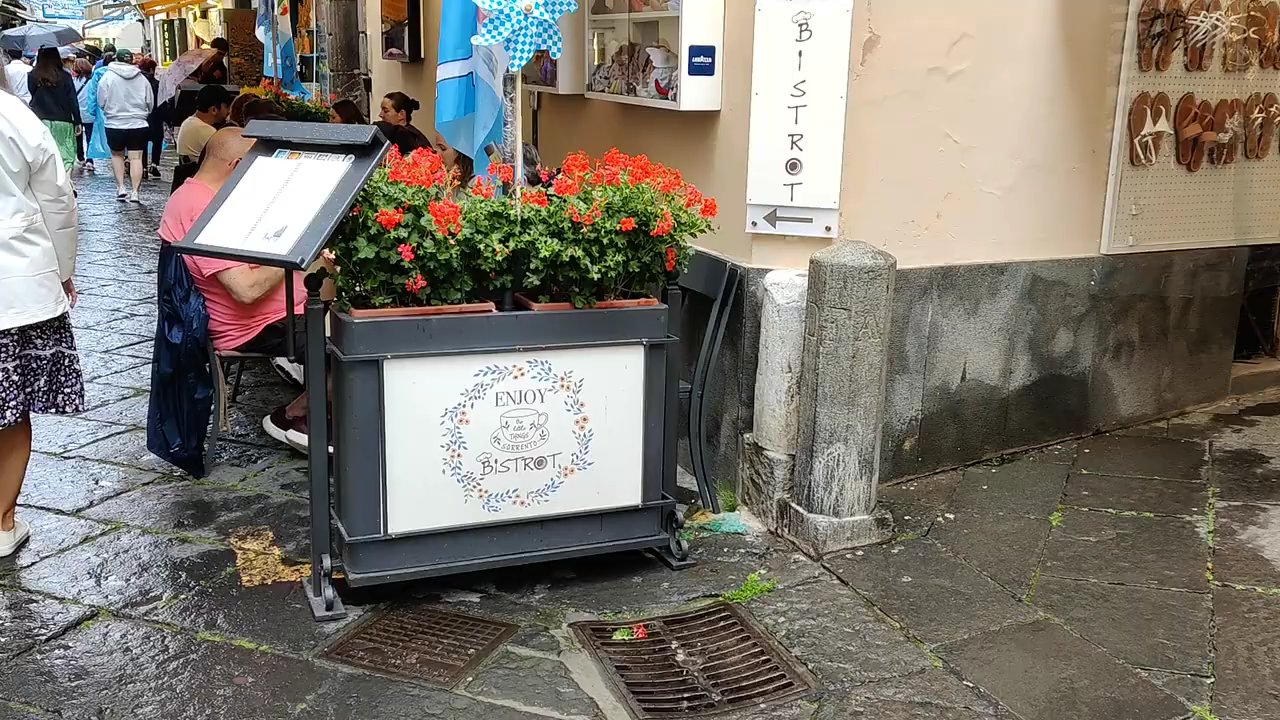 BISTROT
LAVAZZA
ENJOY
the
little
THINGS
SORRENTO
BISTROT